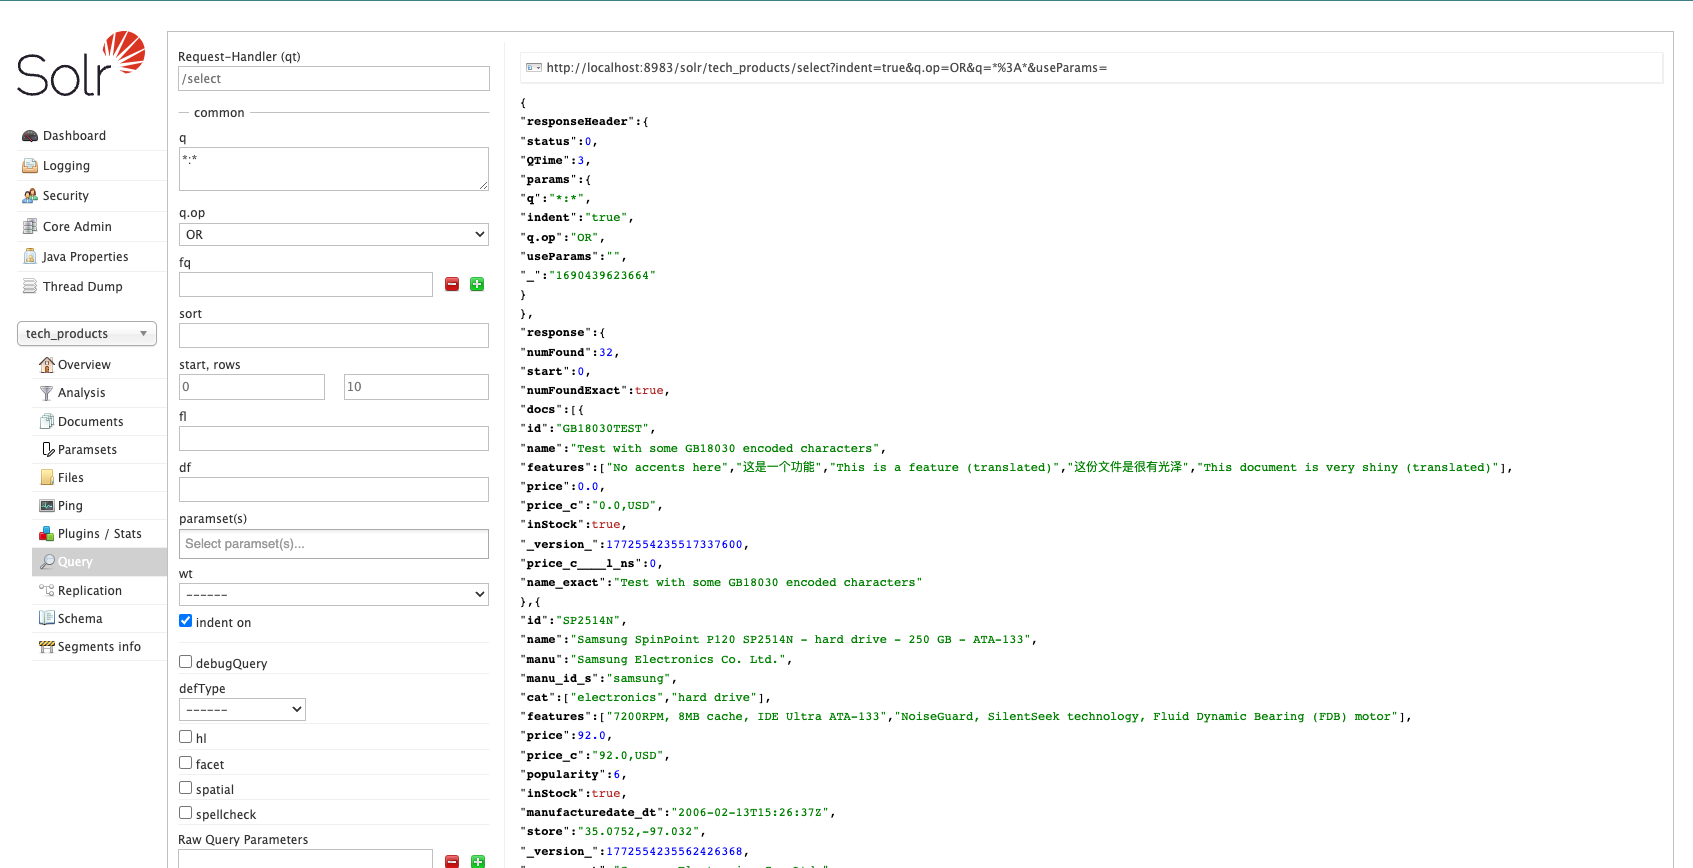 Solr
Dashboard
Logging
Security
Core Admin
Java Properties
Thread Dump
tech_products
Overview
Analysis
Documents
Paramsets
Files
Ping
Plugins / Stats
Query
Replication
Schema
Segments info
Request-Handler (qt)
/select
common
q
*:*
q.op
OR
fq
sort
start, rows
0 10
fl
df
paramset(s)
Select paramset(s)...
wt
------
indent on
debugQuery
defType
------
hl
facet
spatial
spellcheck
Raw Query Parameters
http://localhost:8983/solr/tech_products/select?indent=true&q.op=OR&q=*%3A*&useParams=
{
"responseHeader":{
"status":0,
"QTime":3,
"params":{
"q":"*:*",
"indent":"true",
"q.op":"OR",
"useParams":"",
"_":"1690439623664"
}
},
"response":{
"numFound":32,
"start":0,
"numFoundExact":true,
"docs":[{
"id":"GB18030TEST",
"name":"Test with some GB18030 encoded characters",
"features":["No accents here","这是一个功能","This is a feature (translated)","这份文件是很有光泽","This document is very shiny (translated)"],
"price":0.0,
"price_c":"0.0,USD",
"inStock":true,
"_version_":1772554235517337600,
"price_c____l_ns":0,
"name_exact":"Test with some GB18030 encoded characters"
},{
"id":"SP2514N",
"name":"Samsung SpinPoint P120 SP2514N - hard drive - 250 GB - ATA-133",
"manu":"Samsung Electronics Co. Ltd.",
"manu_id_s":"samsung",
"cat":["electronics","hard drive"],
"features":["7200RPM, 8MB cache, IDE Ultra ATA-133","NoiseGuard, SilentSeek technology, Fluid Dynamic Bearing (FDB) motor"],
"price":92.0,
"price_c":"92.0,USD",
"popularity":6,
"inStock":true,
"manufacturedate_dt":"2006-02-13T15:26:37Z",
"store":"35.0752,-97.032",
"_version_":1772554235562426368,